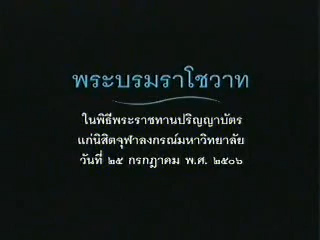 พระบรมราโชวาท
ในพิธีพระราชทานปริญญาบัตร
แก่นิสิตจุฬาลงกรณ์มหาวิทยาลัย
วันที่ ๒๕ กรกฎาคม พ.ศ. ๒๕๐๖